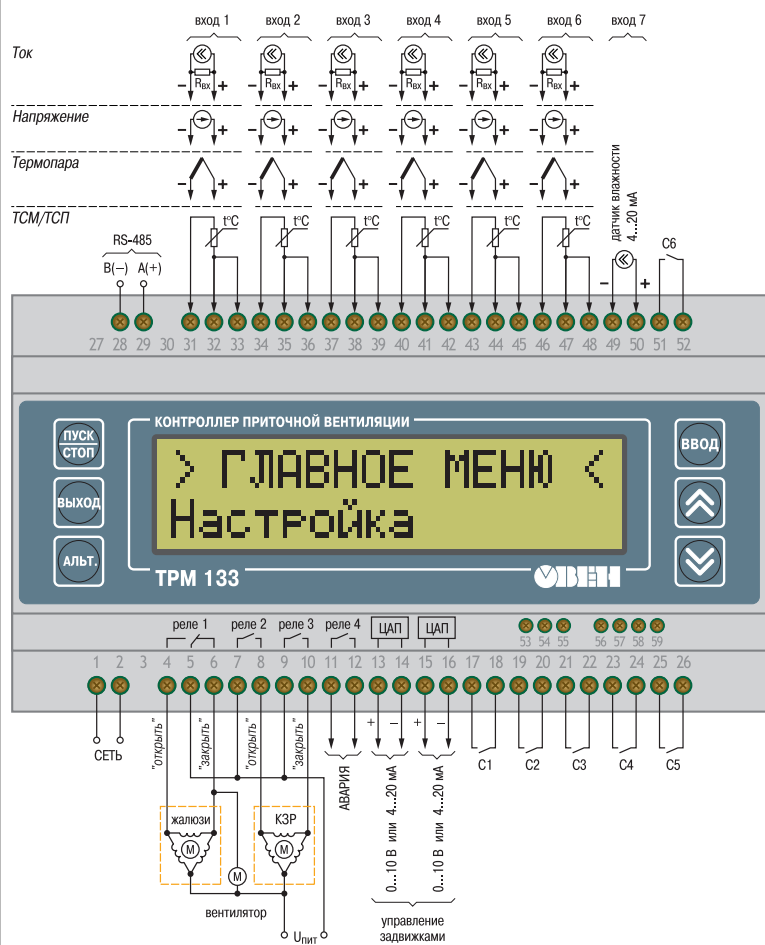 вход 1 вход 2 вход 3 вход 4 вход 5 вход 6 вход 7
Ток
Rвх Rвх Rвх Rвх Rвх Rвх
− + − + − + − + − + − +
Напряжение
− + − + − + − + − + − +
Термопара
− + − + − + − + − + − +
ТСМ/ТСП
t°C t°C t°C t°C t°C t°C
датчик влажности
4...20 мА
− +
C6
RS-485
B(−) A(+)
27 28 29 30 31 32 33 34 35 36 37 38 39 40 41 42 43 44 45 46 47 48 49 50 51 52
КОНТРОЛЛЕР ПРИТОЧНОЙ ВЕНТИЛЯЦИИ
ПУСК
СТОП
ВЫХОД
АЛЬТ.
> ГЛАВНОЕ МЕНЮ <
Настройка
ВВОД
ТРМ 133
ОВЕН
реле 1 реле 2 реле 3 реле 4 ЦАП ЦАП
53 54 55 56 57 58 59
1 2 3 4 5 6 7 8 9 10 11 12 13 14 15 16 17 18 19 20 21 22 23 24 25 26
СЕТЬ
"открыть"
"закрыть"
"открыть"
"закрыть"
АВАРИЯ
+ − + −
0...10 В или 4...20 мА
0...10 В или 4...20 мА
C1 C2 C3 C4 C5
жалюзи
М
М
КЗР
М
вентилятор
Uпит
управление
задвижками